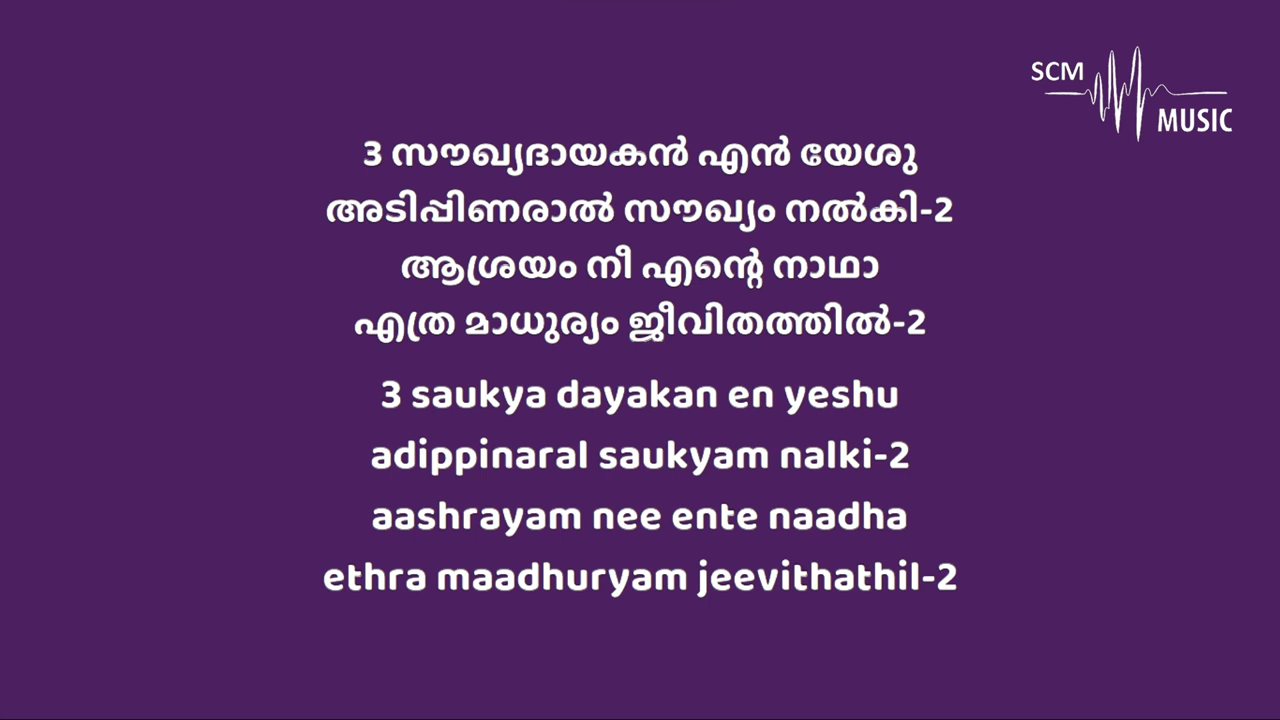 SCM
MUSIC
3 സൗഖ്യദായകൻ എൻ യേശു
അടിപ്പിണരാൽ സൗഖ്യം നൽകി-2
ആശ്രയം നീ എന്റെ നാഥാ
എത്ര മാധുര്യം ജീവിതത്തിൽ-2
3 saukya dayakan en yeshu
adippinaral saukyam nalki-2
aashrayam nee ente naadha
ethra maadhuryam jeevithathil-2